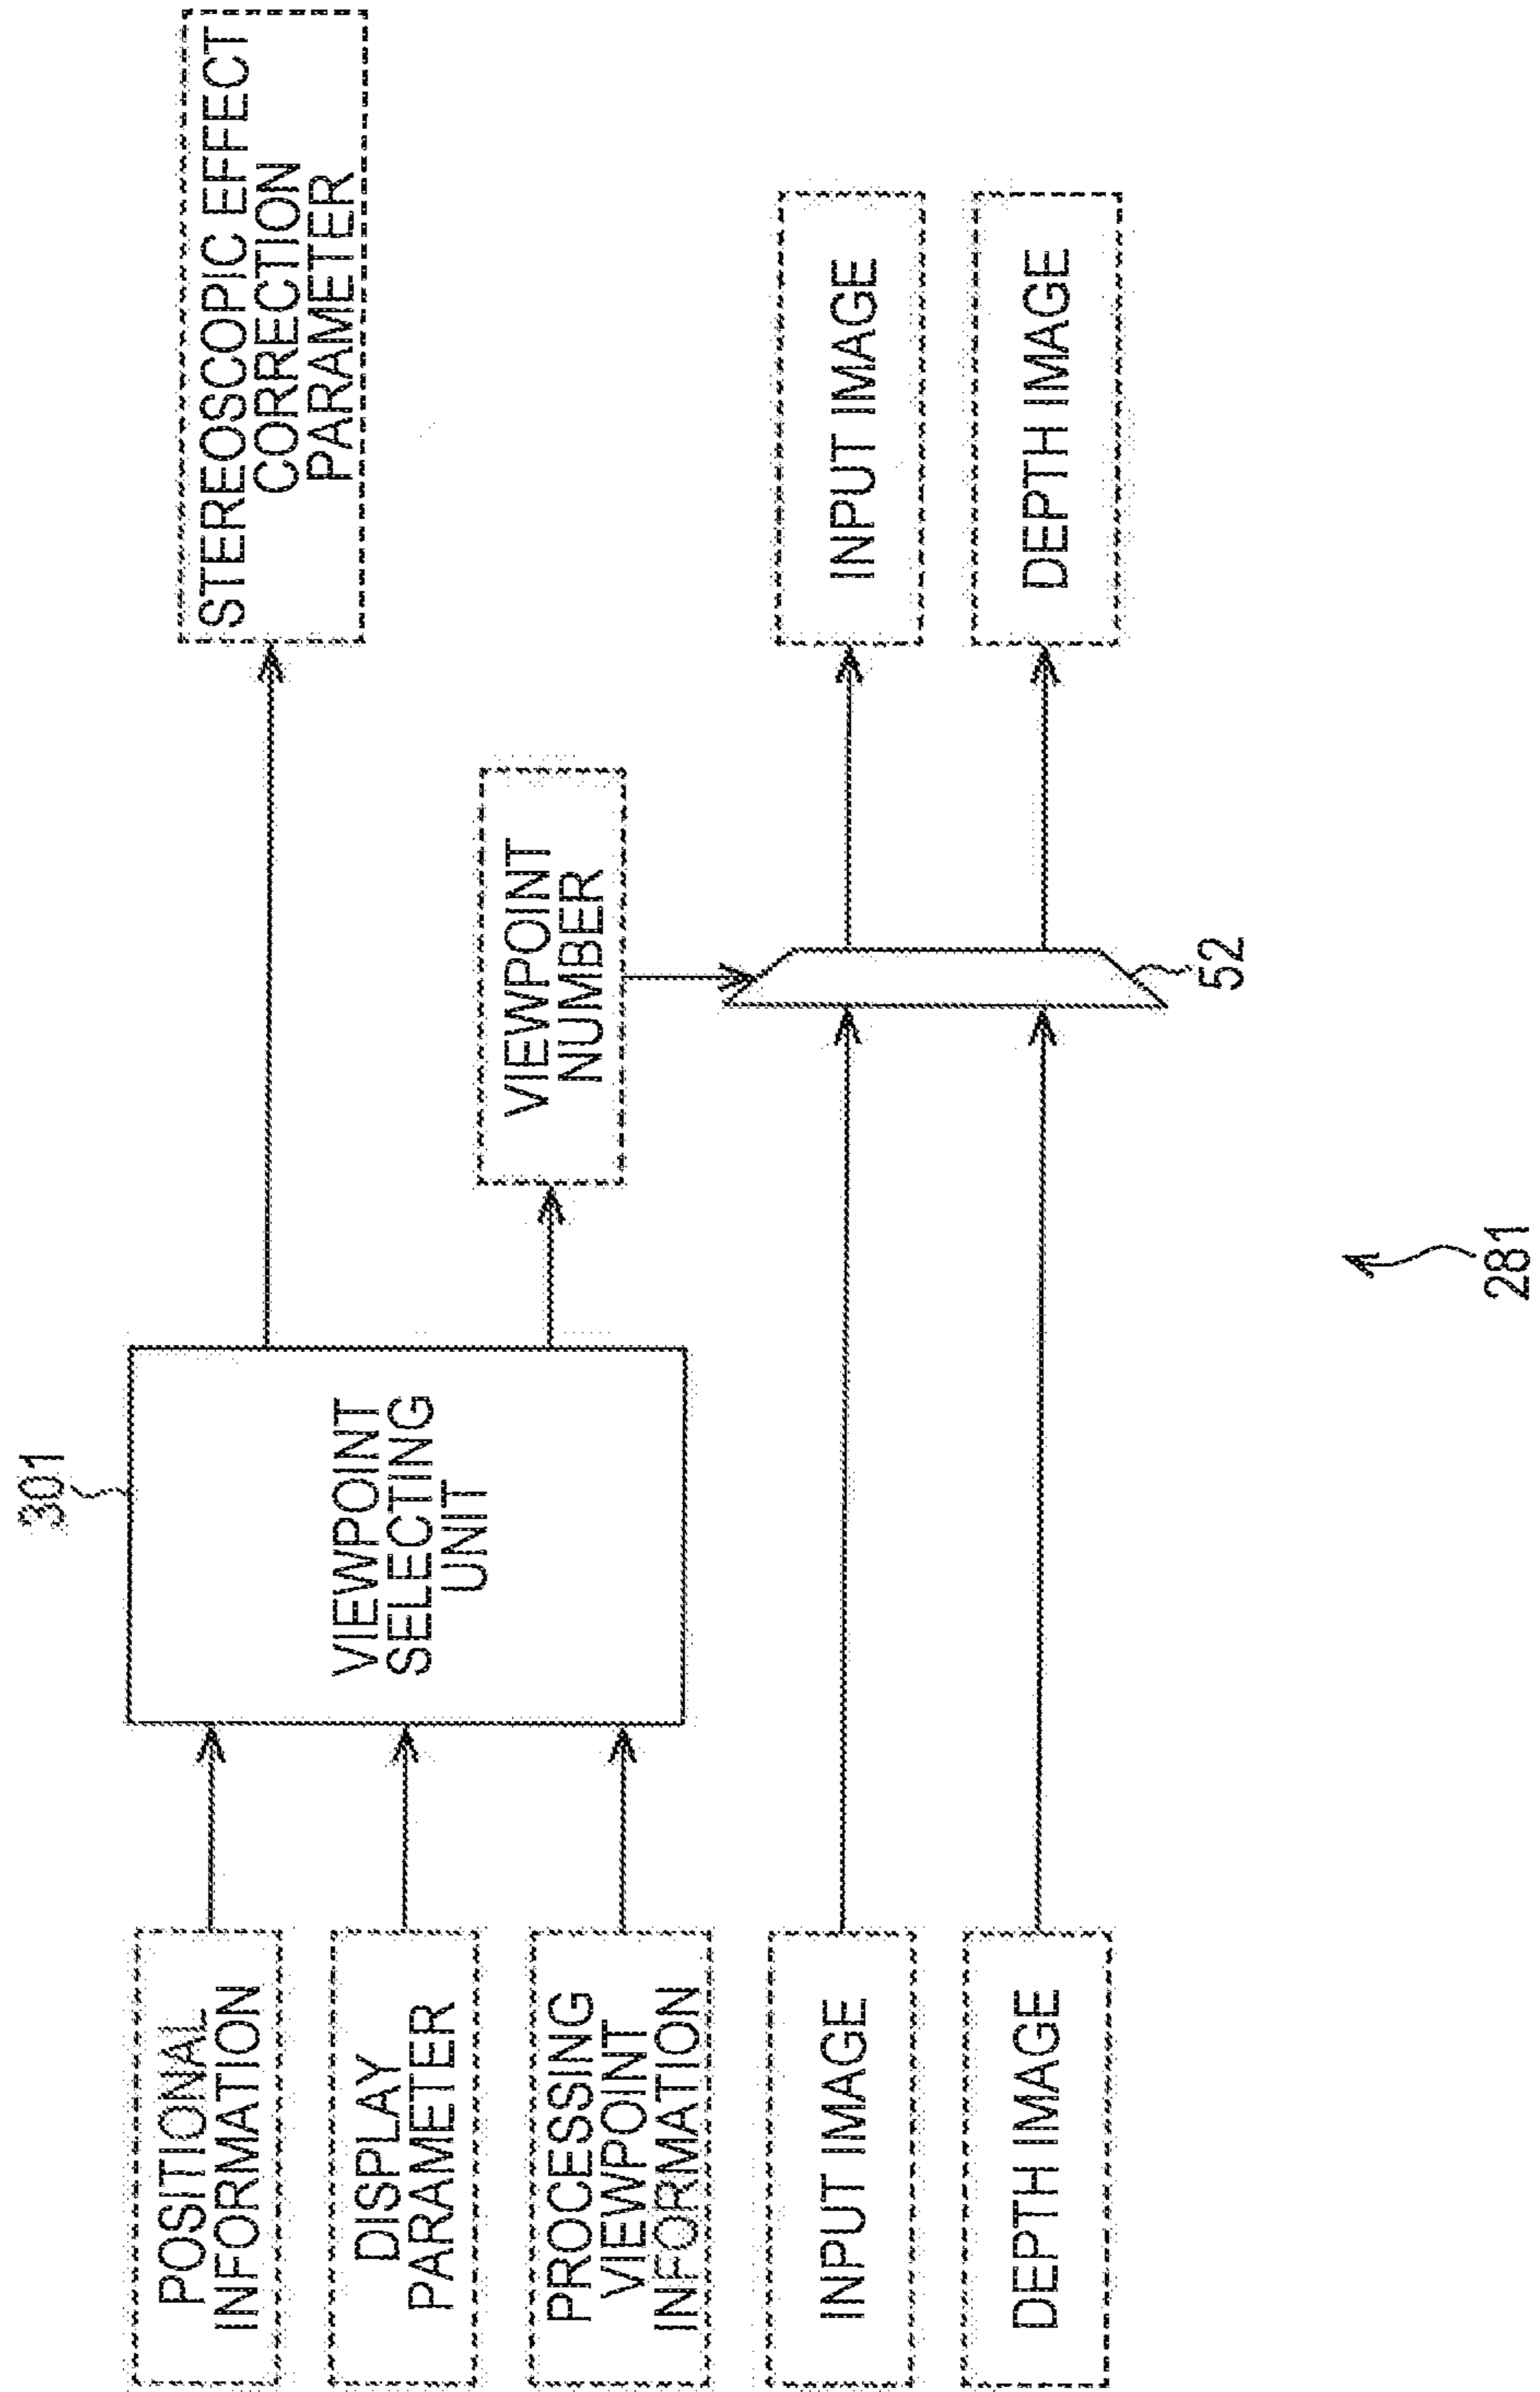 301
POSITIONAL
INFORMATION
DISPLAY
PARAMETER
PROCESSING
VIEWPOINT
INFORMATION
INPUT IMAGE
DEPTH IMAGE
VIEWPOINT
SELECTING
UNIT
VIEWPOINT
NUMBER
52
STEREOSCOPIC EFFECT
CORRECTION
PARAMETER
INPUT IMAGE
DEPTH IMAGE
281